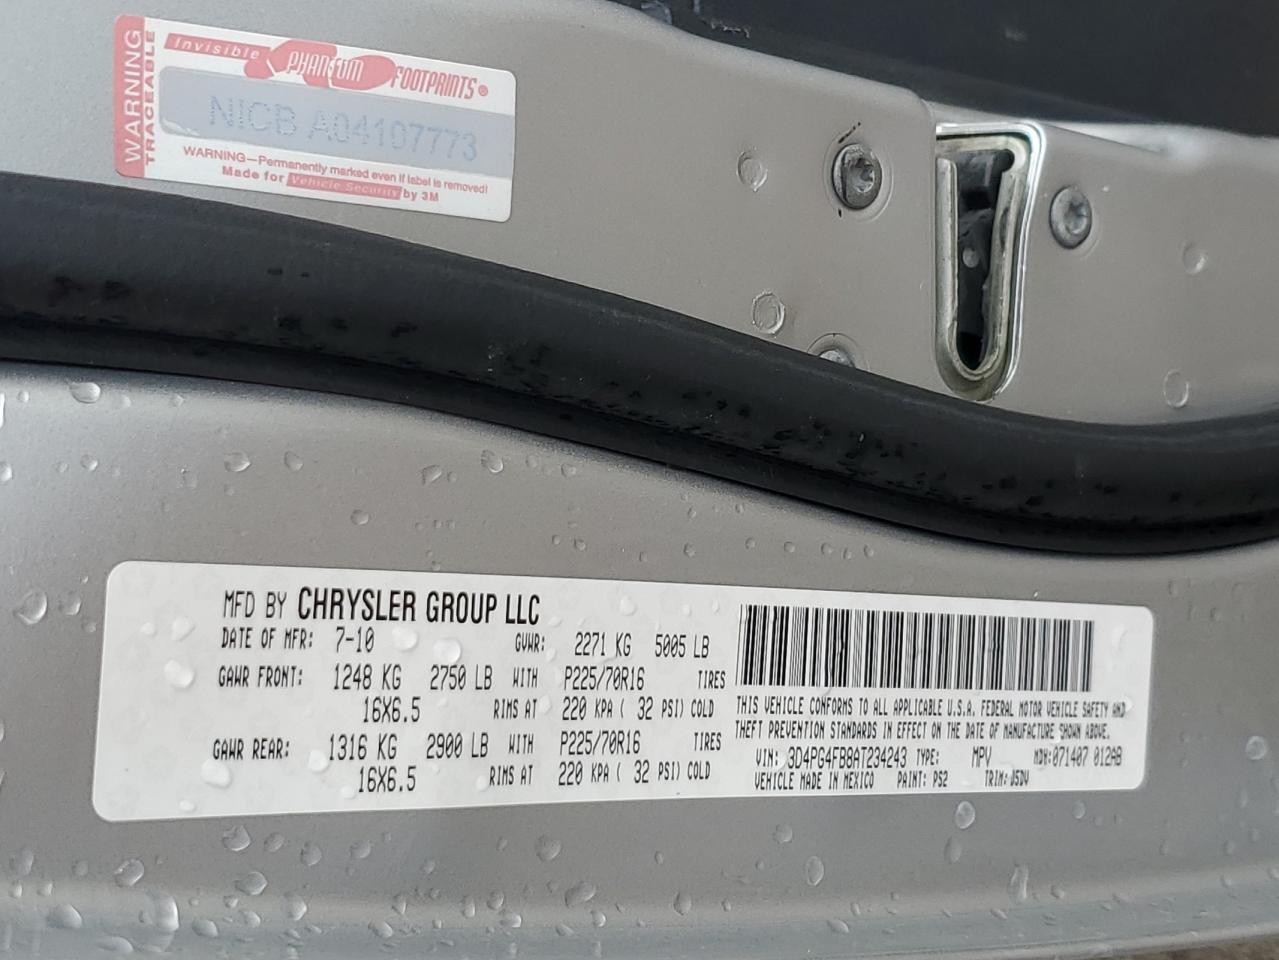 WARNING
TRACEABLE
Invisible PHANTOM FOOTPRINTS®
NICB A04107773
WARNING—Permanently marked even if label is removed!
Made for Vehicle Security by 3M
MFD BY CHRYSLER GROUP LLC
DATE OF MFR: 7-10 GVWR: 2271 KG 5005 LB
GAWR FRONT: 1248 KG 2750 LB WITH P225/70R16 TIRES
16X6.5 RIMS AT 220 KPA ( 32 PSI) COLD
GAWR REAR: 1316 KG 2900 LB WITH P225/70R16 TIRES
16X6.5 RIMS AT 220 KPA ( 32 PSI) COLD
THIS VEHICLE CONFORMS TO ALL APPLICABLE U.S.A. FEDERAL MOTOR VEHICLE SAFETY AND
THEFT PREVENTION STANDARDS IN EFFECT ON THE DATE OF MANUFACTURE SHOWN ABOVE.
VIN: 3D4PG4FB8AT234243 TYPE: MPV MDH: 071407 012AB
VEHICLE MADE IN MEXICO PAINT: PS2 TRIM: J5DV